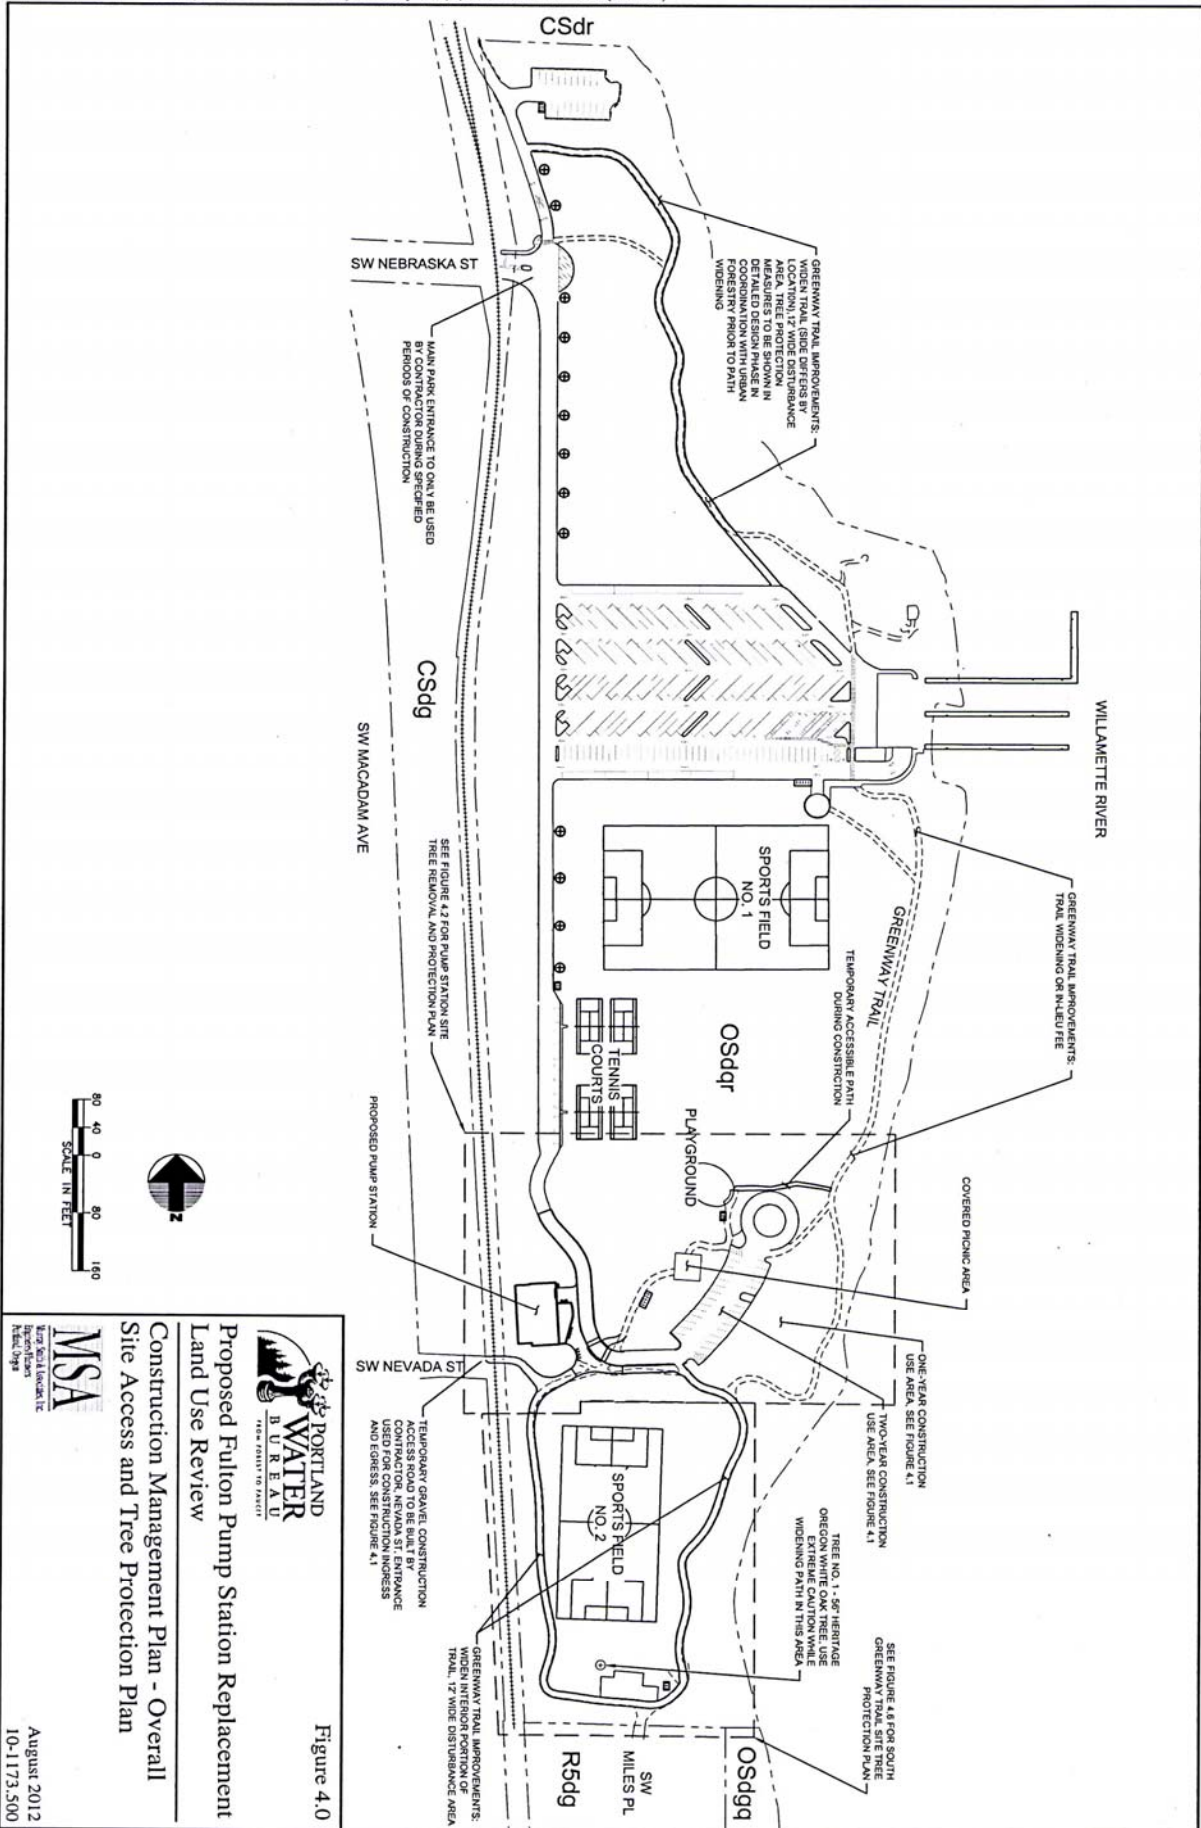 CSdr
GREENWAY TRAIL IMPROVEMENTS:
WIDEN TRAIL (SIDE DIFFERS BY
LOCATION),12' WIDE DISTURBANCE
AREA. TREE PROTECTION
MEASURES TO BE SHOWN IN
DETAILED DESIGN PHASE IN
COORDINATION WITH URBAN
FORESTRY PRIOR TO PATH
WIDENING
SW NEBRASKA ST
MAIN PARK ENTRANCE TO ONLY BE USED
BY CONTRACTOR DURING SPECIFIED
PERIODS OF CONSTRUCTION
WILLAMETTE RIVER
CSdg
SW MACADAM AVE
GREENWAY TRAIL IMPROVEMENTS:
TRAIL WIDENING OR IN-LIEU FEE
GREENWAY TRAIL
SPORTS FIELD
NO. 1
SEE FIGURE 4.2 FOR PUMP STATION SITE
TREE REMOVAL AND PROTECTION PLAN
TEMPORARY ACCESSIBLE PATH
DURING CONSTRCTION
OSdqr
TENNIS
COURTS
PLAYGROUND
COVERED PICNIC AREA
PROPOSED PUMP STATION
ONE-YEAR CONSTRUCTION
USE AREA, SEE FIGURE 4.1
TWO-YEAR CONSTRUCTION
USE AREA, SEE FIGURE 4.1
SW NEVADA ST
TEMPORARY GRAVEL CONSTRUCTION
ACCESS ROAD TO BE BUILT BY
CONTRACTOR, NEVADA ST. ENTRANCE
USED FOR CONSTRUCTION INGRESS
AND EGRESS, SEE FIGURE 4.1
SPORTS FIELD
NO. 2
TREE NO. 1 - 56" HERITAGE
OREGON WHITE OAK TREE, USE
EXTREME CAUTION WHILE
WIDENING PATH IN THIS AREA
SEE FIGURE 4.6 FOR SOUTH
GREENWAY TRAIL SITE TREE
PROTECTION PLAN
GREENWAY TRAIL IMPROVEMENTS:
WIDEN INTERIOR PORTION OF
TRAIL, 12' WIDE DISTURBANCE AREA
SW
MILES PL
OSdgq
R5dg
N
80 40 0 80 160
SCALE IN FEET
Figure 4.0
PORTLAND
WATER
BUREAU
FROM FOREST TO FAUCET
Proposed Fulton Pump Station Replacement
Land Use Review
Construction Management Plan - Overall
Site Access and Tree Protection Plan
MSA
Murray, Smith & Associates, Inc.
Engineers/Planners
Portland, Oregon
August 2012
10-1173.500